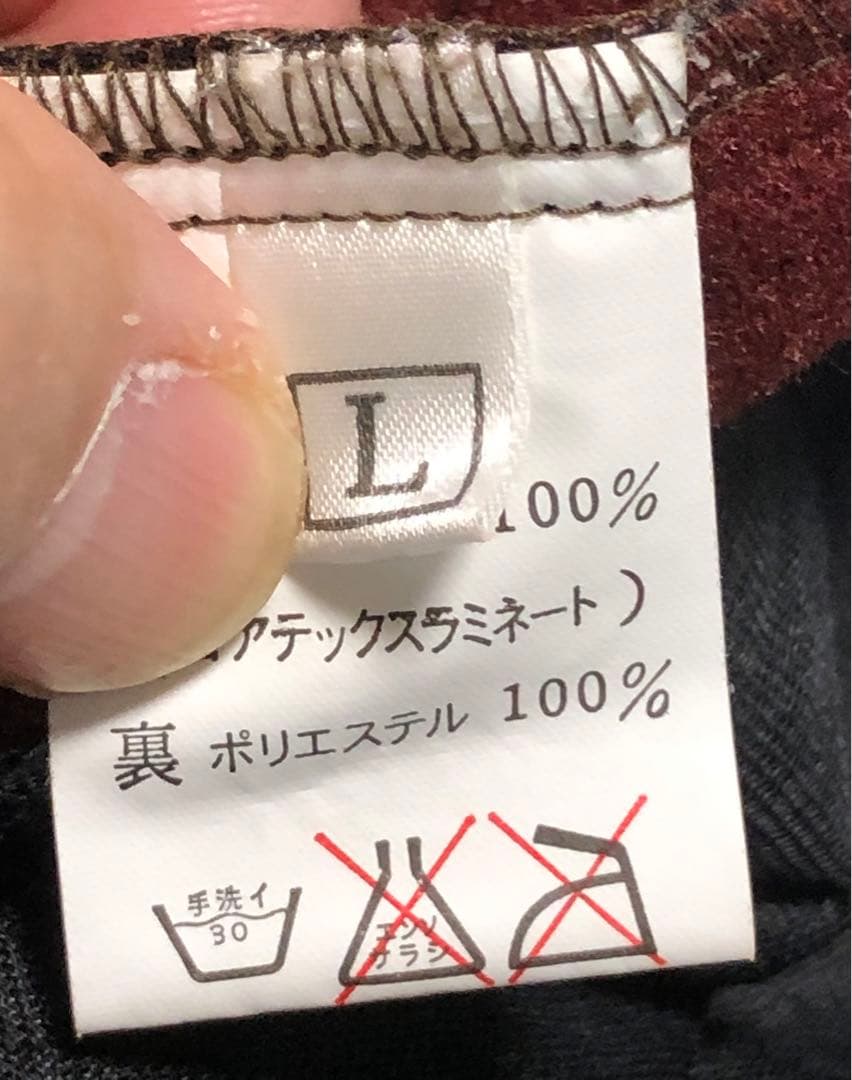 L
100%
アテックスラミネート)
裏 ポリエステル 100%
手洗イ
30
エンソ
サラシ